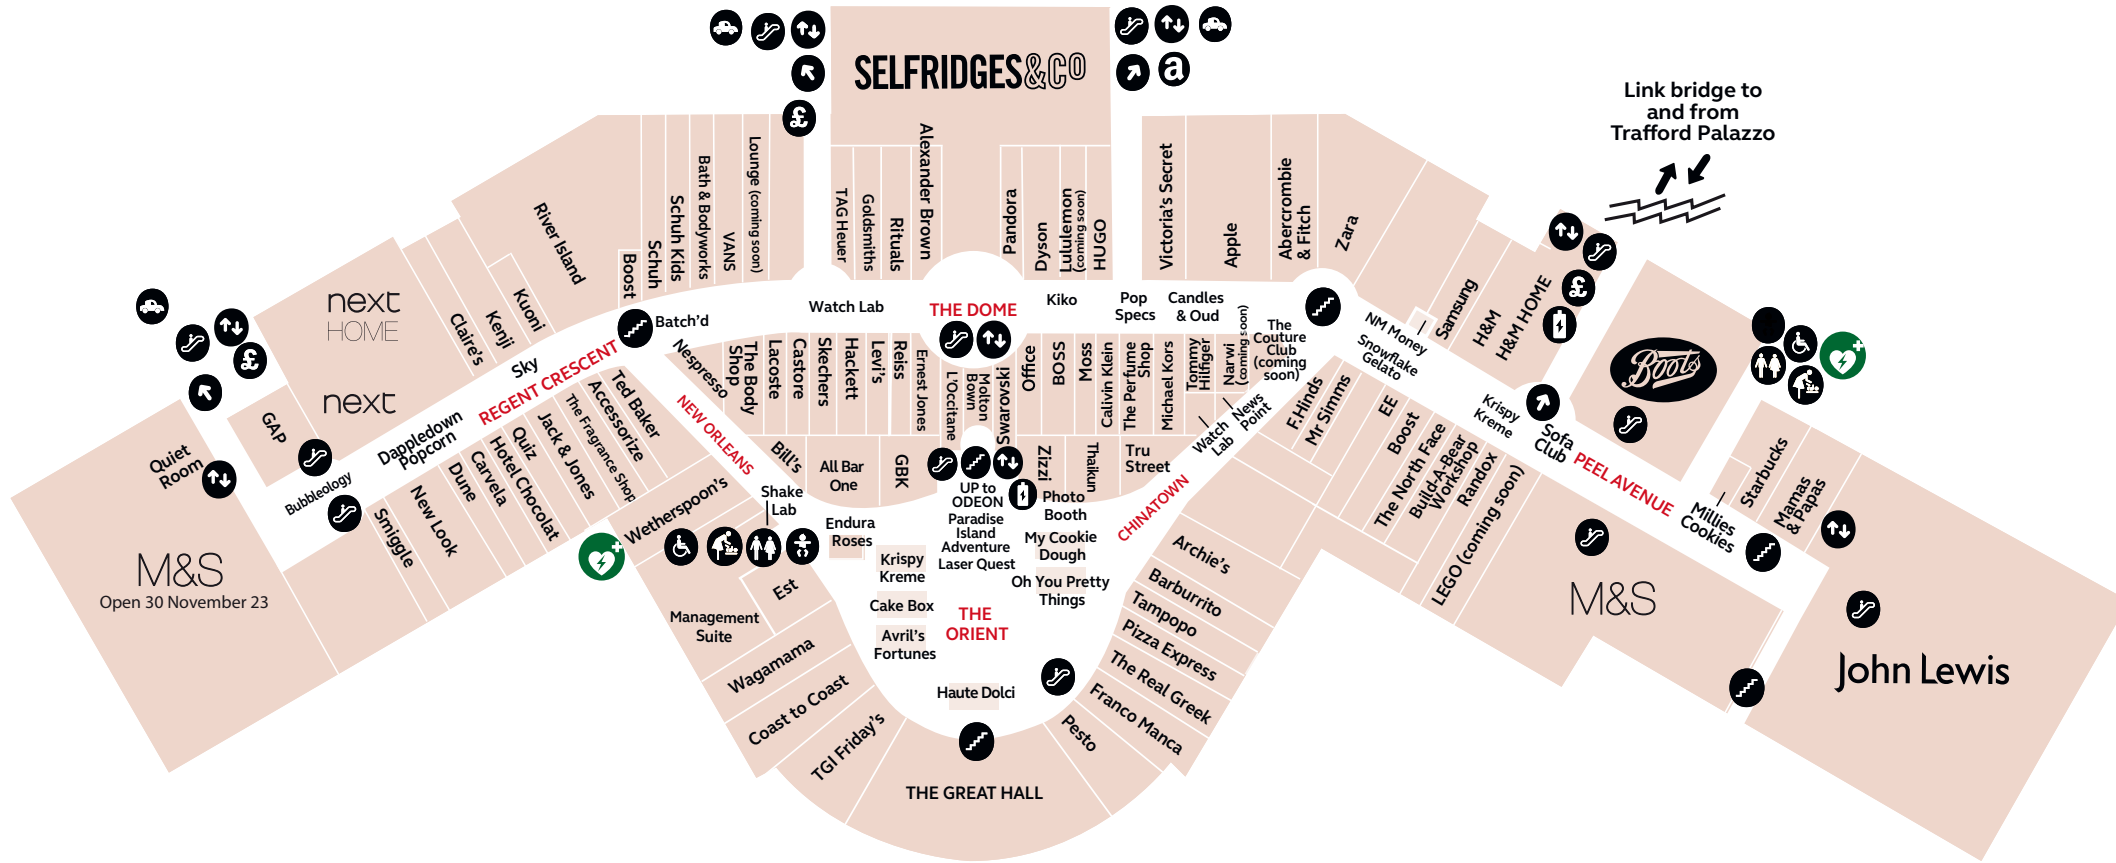 SELFRIDGES&CO
a
Link bridge to
and from
Trafford Palazzo
£
River Island
Boost
Schuh
Schuh Kids
Bath & Bodyworks
VANS
Lounge (coming soon)
TAG Heuer
Goldsmiths
Rituals
Alexander Brown
Pandora
Dyson
Lululemon
(coming soon)
HUGO
Victoria's Secret
Apple
Abercrombie
& Fitch
Zara
Samsung
H&M
H&M HOME
£
Boots
next
HOME
next
Claire's
Kenji
Kuoni
£
GAP
Quiet
Room
Sky
REGENT CRESCENT
Dappledown
Popcorn
Bubbleology
Batch'd
Watch Lab
THE DOME
Kiko
Pop
Specs
Candles
& Oud
The
Couture
Club
(coming
soon)
NM Money
Snowflake
Gelato
Krispy
Kreme
Sofa
Club
PEEL AVENUE
Millies
Cookies
Starbucks
Mamas
& Papas
M&S
Open 30 November 23
Smiggle
New Look
Dune
Carvela
Hotel Chocolat
Quiz
Jack & Jones
The Fragrance Shop
Accessorize
Ted Baker
NEW ORLEANS
Nespresso
The Body
Shop
Lacoste
Castore
Skechers
Hackett
Levi's
Reiss
Ernest Jones
L'Occitane
Molton
Bown
Swarovski
Office
BOSS
Moss
Calivin Klein
The Perfume
Shop
Michael Kors
Tommy
Hilfiger
Narwi
(coming soon)
Watch
Lab
News
Point
F.Hinds
Mr Simms
EE
Boost
The North Face
Build-A-Bear
Workshop
Randox
LEGO (coming soon)
M&S
John Lewis
Bill's
All Bar
One
GBK
Zizzi
Thaikun
Tru
Street
CHINATOWN
Wetherspoon's
Shake
Lab
Endura
Roses
UP to
ODEON
Paradise
Island
Adventure
Laser Quest
Photo
Booth
My Cookie
Dough
Oh You Pretty
Things
Krispy
Kreme
Cake Box
Avril's
Fortunes
THE
ORIENT
Haute Dolci
Est
Management
Suite
Wagamama
Coast to Coast
TGI Friday's
THE GREAT HALL
Pesto
Franco Manca
The Real Greek
Pizza Express
Tampopo
Barburrito
Archie's